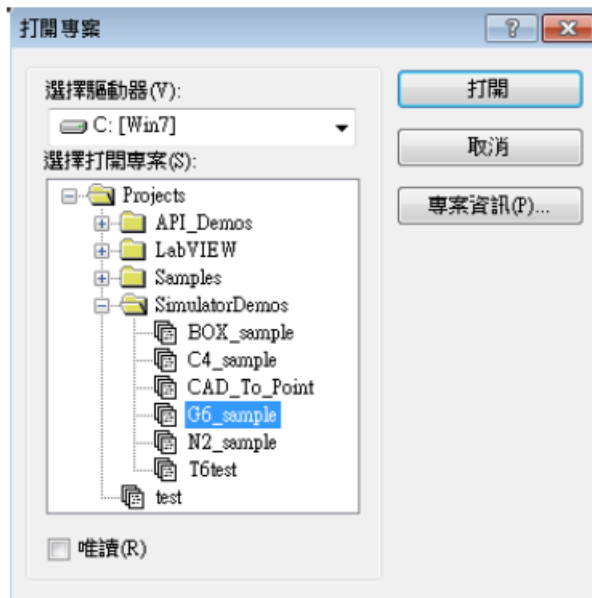 打開專案
選擇驅動器(V):
C: [Win7]
選擇打開專案(S):
Projects
API_Demos
LabVIEW
Samples
SimulatorDemos
BOX_sample
C4_sample
CAD_To_Point
G6_sample
N2_sample
T6test
test
唯讀(R)
打開
取消
專案資訊(P)...